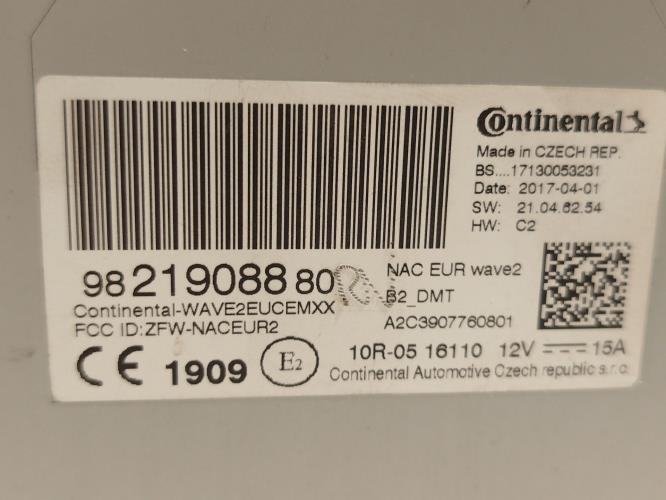 Continental
Made in CZECH REP.
BS....17130053231
Date: 2017-04-01
SW: 21.04.62.54
HW: C2
98 219088 80
NAC EUR wave2
Continental-WAVE2EUCEMXX
B2_DMT
FCC ID:ZFW-NACEUR2
A2C3907760801
CE 1909 E2
10R-05 16110 12V 15A
Continental Automotive Czech republic s.r.o.